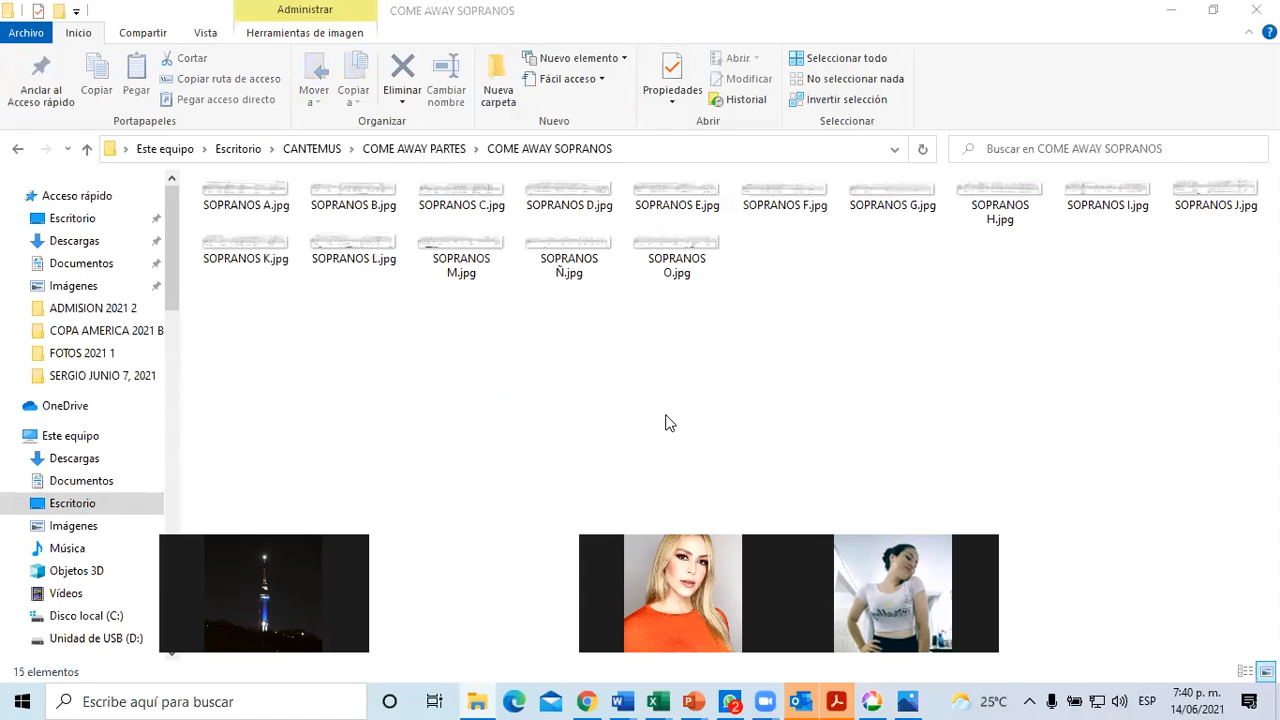 Administrar
COME AWAY SOPRANOS
Archivo
Inicio
Compartir
Vista
Herramientas de imagen
Anclar al Acceso rápido
Copiar
Pegar
Cortar
Copiar ruta de acceso
Pegar acceso directo
Portapapeles
Mover a
Copiar a
Eliminar
Cambiar nombre
Organizar
Nueva carpeta
Nuevo elemento
Fácil acceso
Nuevo
Propiedades
Abrir
Modificar
Historial
Abrir
Seleccionar todo
No seleccionar nada
Invertir selección
Seleccionar
Este equipo > Escritorio > CANTEMUS > COME AWAY PARTES > COME AWAY SOPRANOS
Buscar en COME AWAY SOPRANOS
Acceso rápido
Escritorio
Descargas
Documentos
Imágenes
ADMISION 2021 2
COPA AMERICA 2021 B
FOTOS 2021 1
SERGIO JUNIO 7, 2021
OneDrive
Este equipo
Descargas
Documentos
Escritorio
Imágenes
Música
Objetos 3D
Vídeos
Disco local (C:)
Unidad de USB (D:)
SOPRANOS A.jpg
SOPRANOS B.jpg
SOPRANOS C.jpg
SOPRANOS D.jpg
SOPRANOS E.jpg
SOPRANOS F.jpg
SOPRANOS G.jpg
SOPRANOS H.jpg
SOPRANOS I.jpg
SOPRANOS J.jpg
SOPRANOS K.jpg
SOPRANOS L.jpg
SOPRANOS M.jpg
SOPRANOS Ñ.jpg
SOPRANOS O.jpg
15 elementos
Escribe aquí para buscar
2
25°C
ESP
7:40 p. m.
14/06/2021